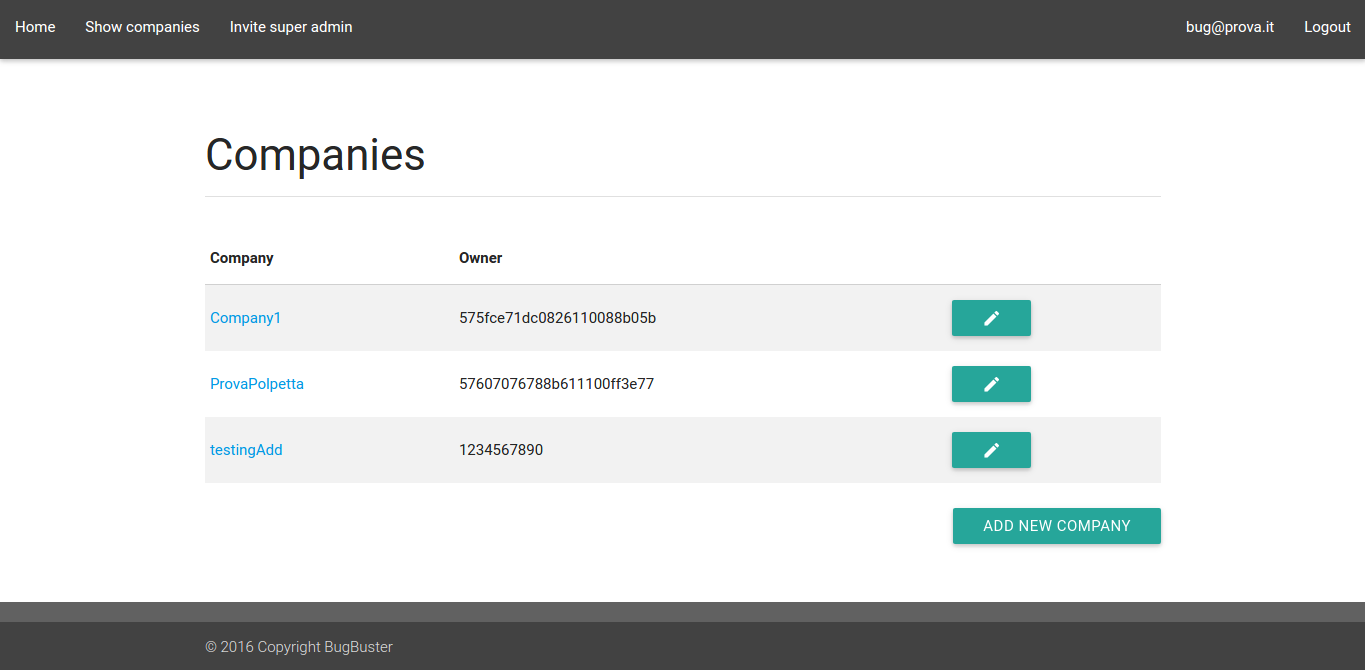 Home Show companies Invite super admin bug@prova.it Logout
Companies
Company Owner
Company1 575fce71dc0826110088b05b
ProvaPolpetta 57607076788b611100ff3e77
testingAdd 1234567890
ADD NEW COMPANY
© 2016 Copyright BugBuster